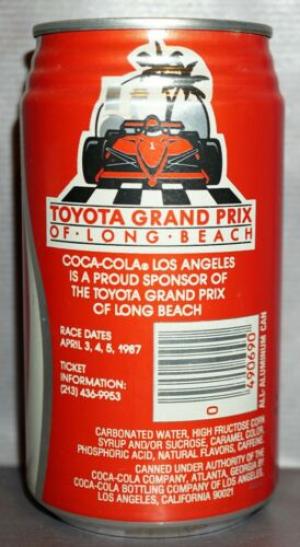 1
TOYOTA GRAND PRIX
OF · LONG · BEACH
COCA-COLA® LOS ANGELES
IS A PROUD SPONSOR OF
THE TOYOTA GRAND PRIX
OF LONG BEACH
RACE DATES
APRIL 3, 4, 5, 1987
TICKET
INFORMATION:
(213) 436-9953
490690
0
ALL-ALUMINUM CAN
CARBONATED WATER, HIGH FRUCTOSE CORN
SYRUP AND/OR SUCROSE, CARAMEL COLOR,
PHOSPHORIC ACID, NATURAL FLAVORS, CAFFEINE.
CANNED UNDER AUTHORITY OF THE
COCA-COLA COMPANY, ATLANTA, GEORGIA BY
COCA-COLA BOTTLING COMPANY OF LOS ANGELES,
LOS ANGELES, CALIFORNIA 90021